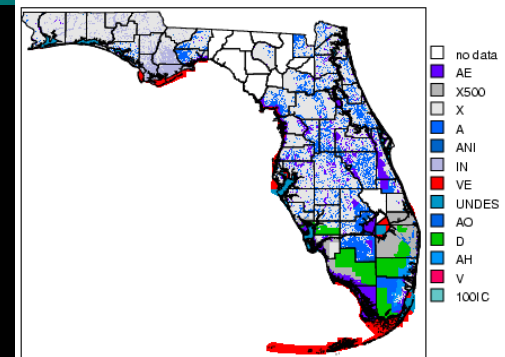 no data
AE
X500
X
A
ANI
IN
VE
UNDES
AO
D
AH
V
100IC